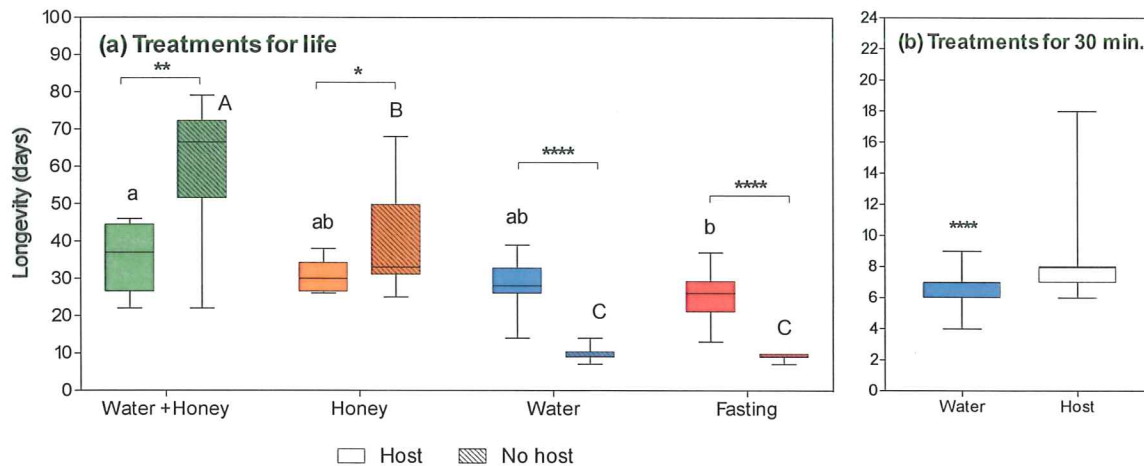 (a) Treatments for life
Longevity (days)
100
90
80
70
60
50
40
30
20
10
0
**
A
a
*
B
ab
****
ab
C
****
b
C
Water +Honey
Honey
Water
Fasting
Host
No host
(b) Treatments for 30 min.
24
22
20
18
16
14
12
10
8
6
4
2
0
****
Water
Host